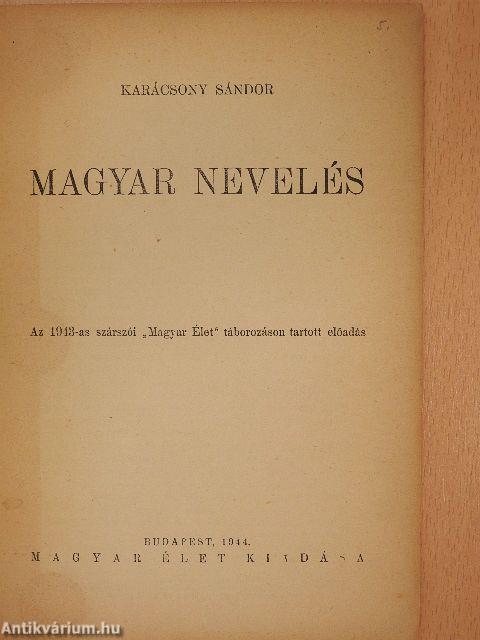 5.
KARÁCSONY SÁNDOR
MAGYAR NEVELÉS
Az 1943-as szárszói „Magyar Élet“ táborozáson tartott előadás
BUDAPEST, 1944.
MAGYAR ÉLET KIADÁSA
Antikvárium.hu